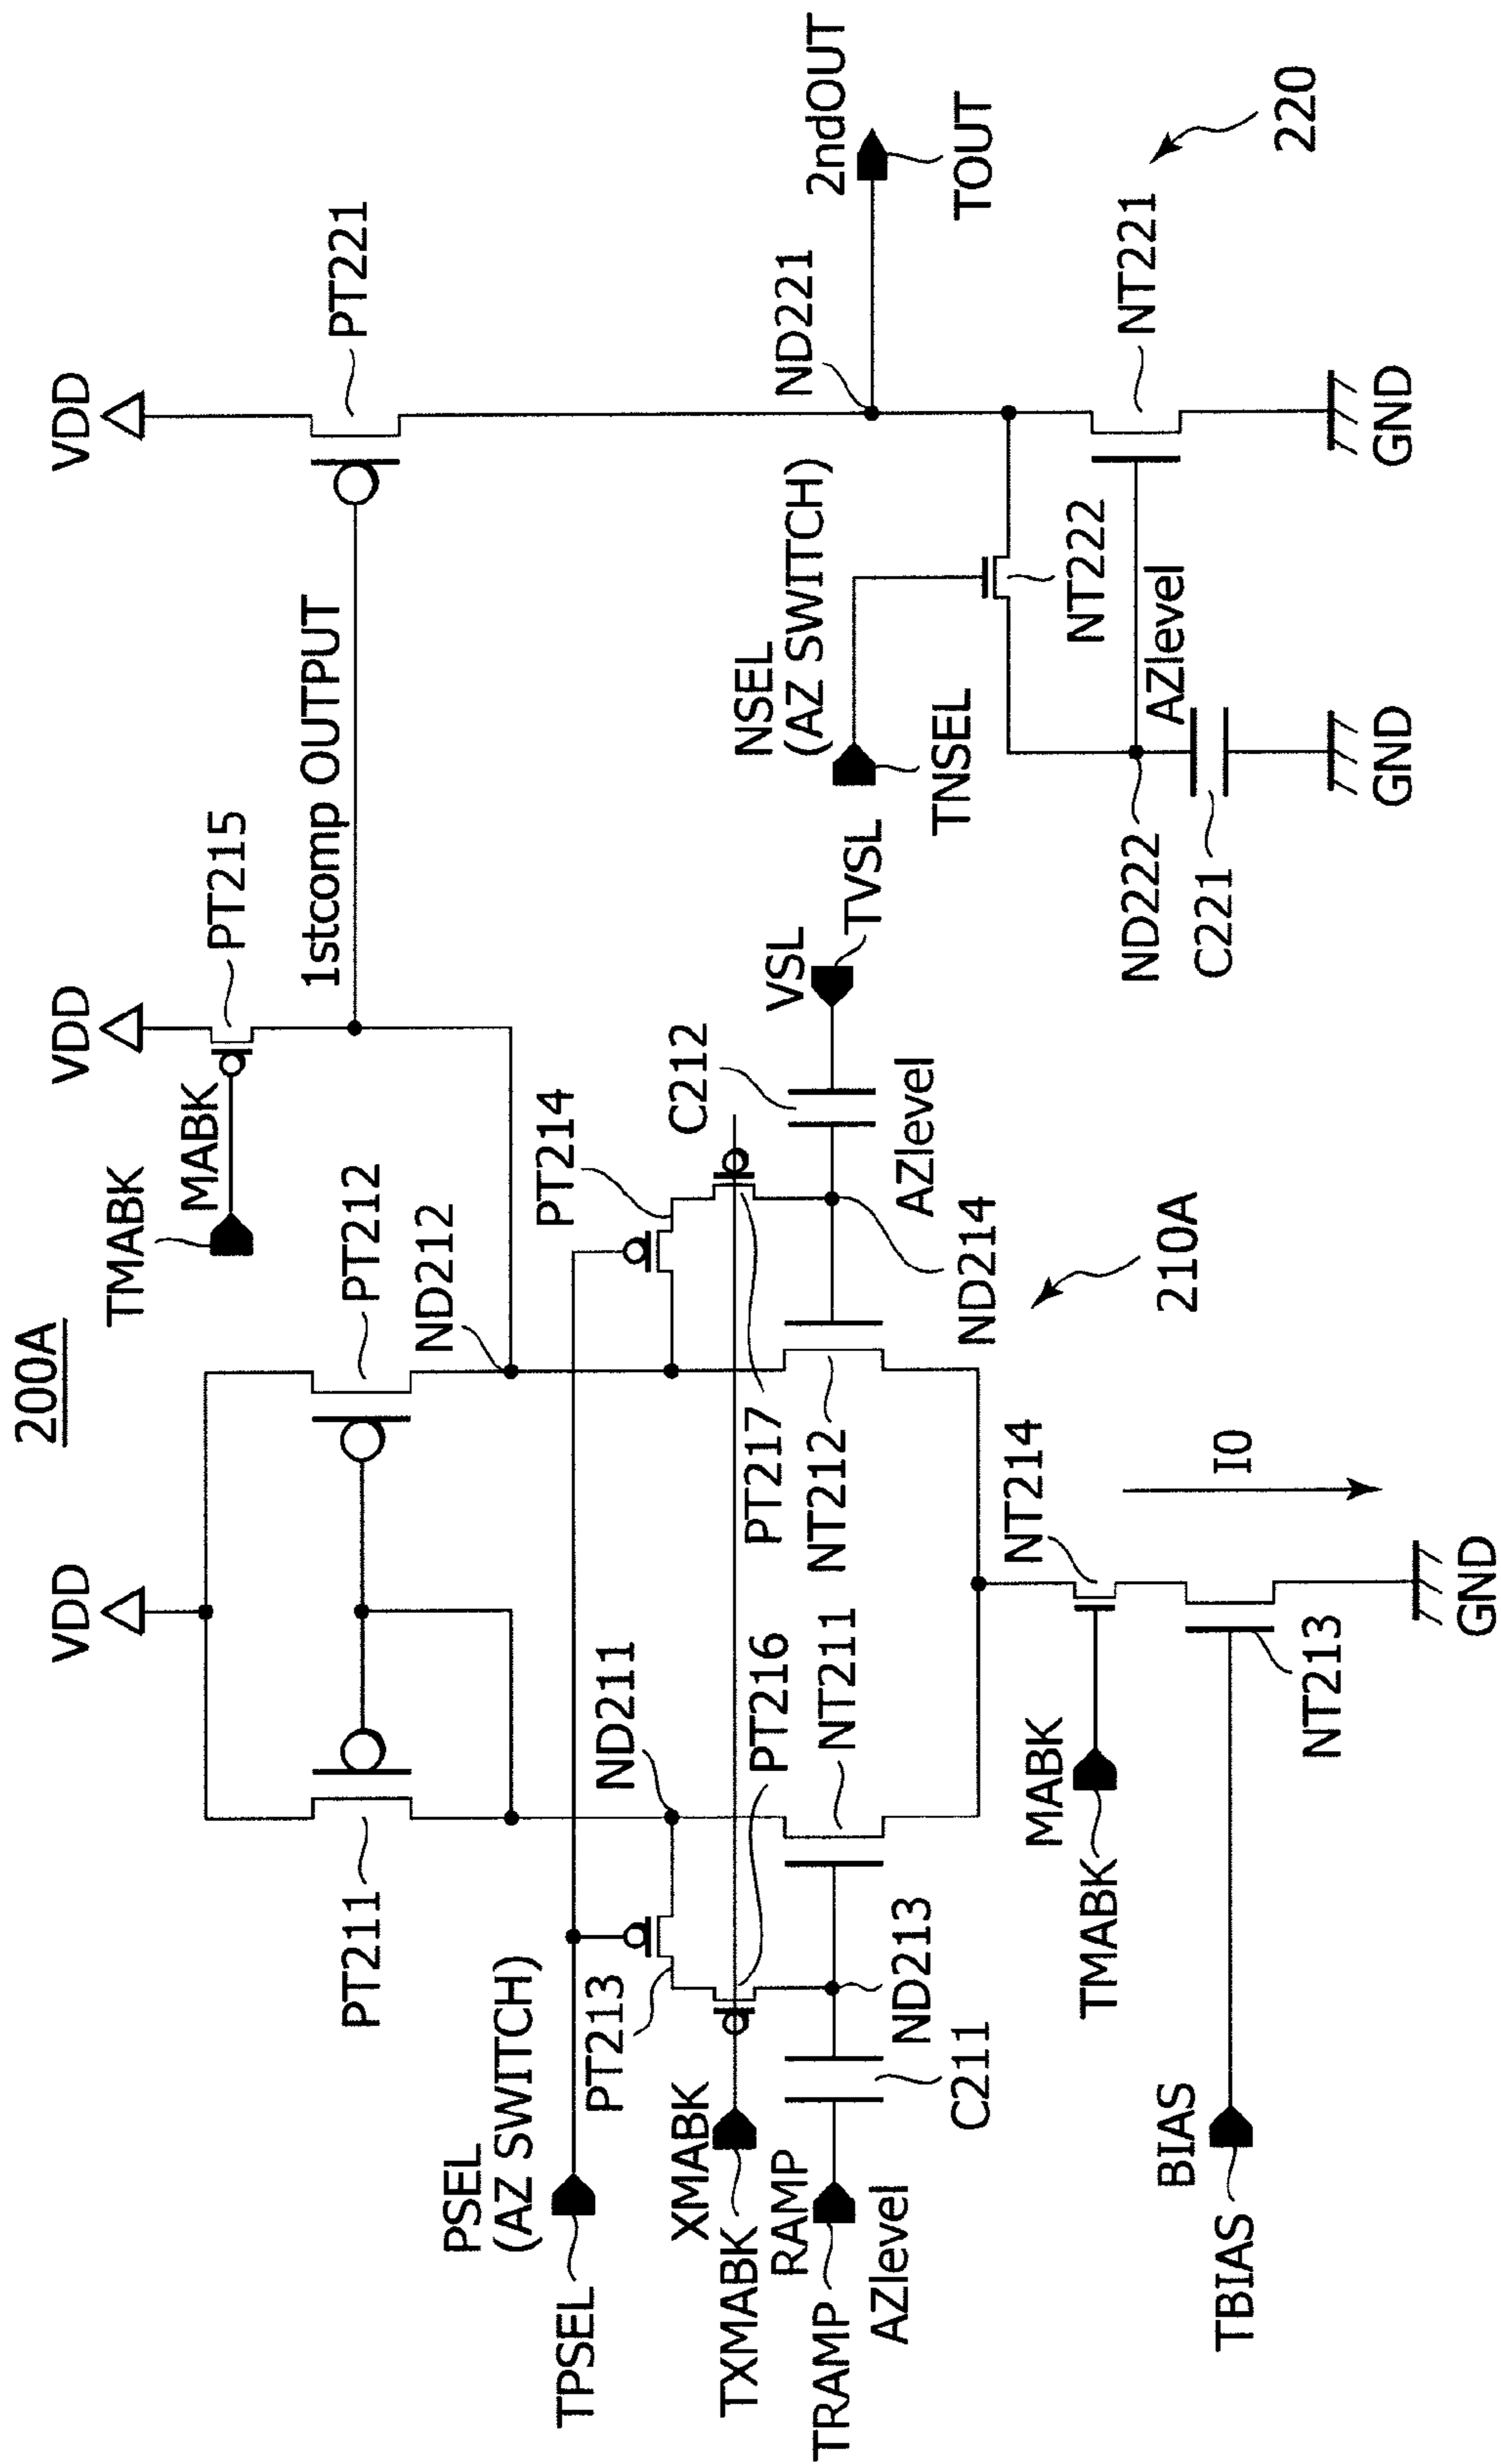 200A
VDD
VDD
VDD
TMABK
MABK
PT215
PT211
PT212
PT221
1stcomp OUTPUT
ND212
PSEL
(AZ SWITCH)
TPSEL
ND211
PT213
PT214
XMABK
TXMABK
PT216
PT217
C212
VSL
TVSL
RAMP
TRAMP
AZlevel
C211
ND213
NT211
NT212
ND214
AZlevel
210A
NSEL
(AZ SWITCH)
TNSEL
NT222
ND221
2ndOUT
TOUT
ND222
AZlevel
C221
NT221
220
GND
GND
MABK
TMABK
NT214
I0
BIAS
TBIAS
NT213
GND